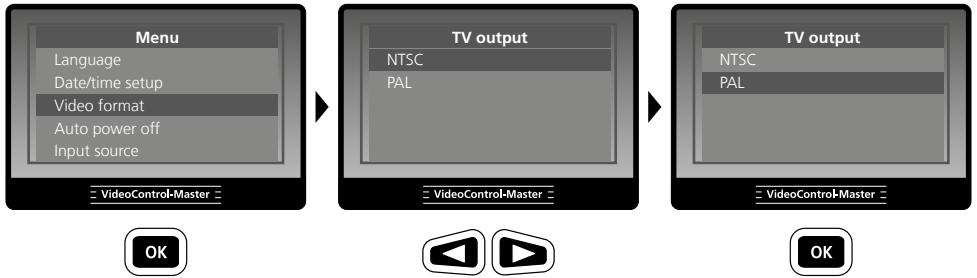 Menu
Language
Date/time setup
Video format
Auto power off
Input source
VideoControl-Master
OK
TV output
NTSC
PAL
VideoControl-Master
TV output
NTSC
PAL
VideoControl-Master
OK